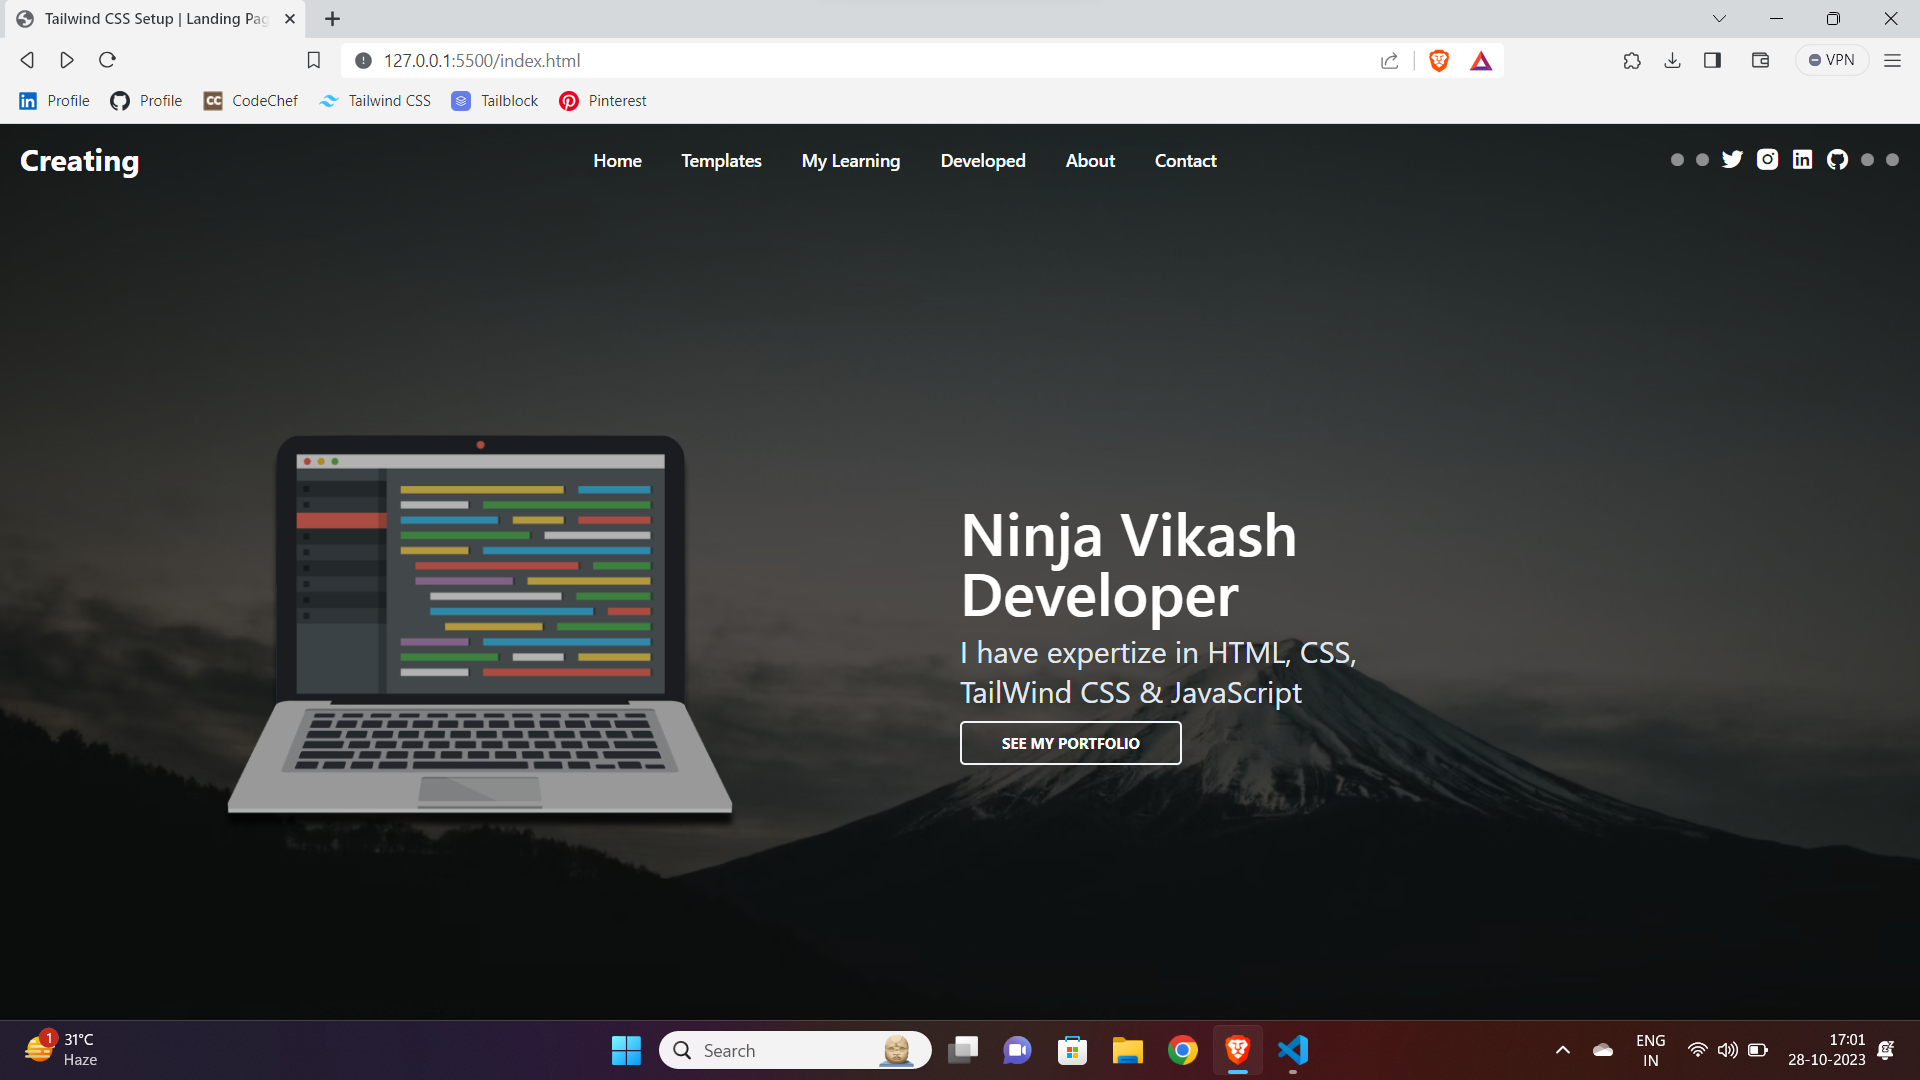 Tailwind CSS Setup | Landing Pag
127.0.0.1:5500/index.html
VPN
Profile
Profile
CC
CodeChef
Tailwind CSS
Tailblock
Pinterest
Creating
Home
Templates
My Learning
Developed
About
Contact
Ninja Vikash
Developer
I have expertize in HTML, CSS,
TailWind CSS & JavaScript
SEE MY PORTFOLIO
1
31°C
Haze
Search
ENG
IN
17:01
28-10-2023